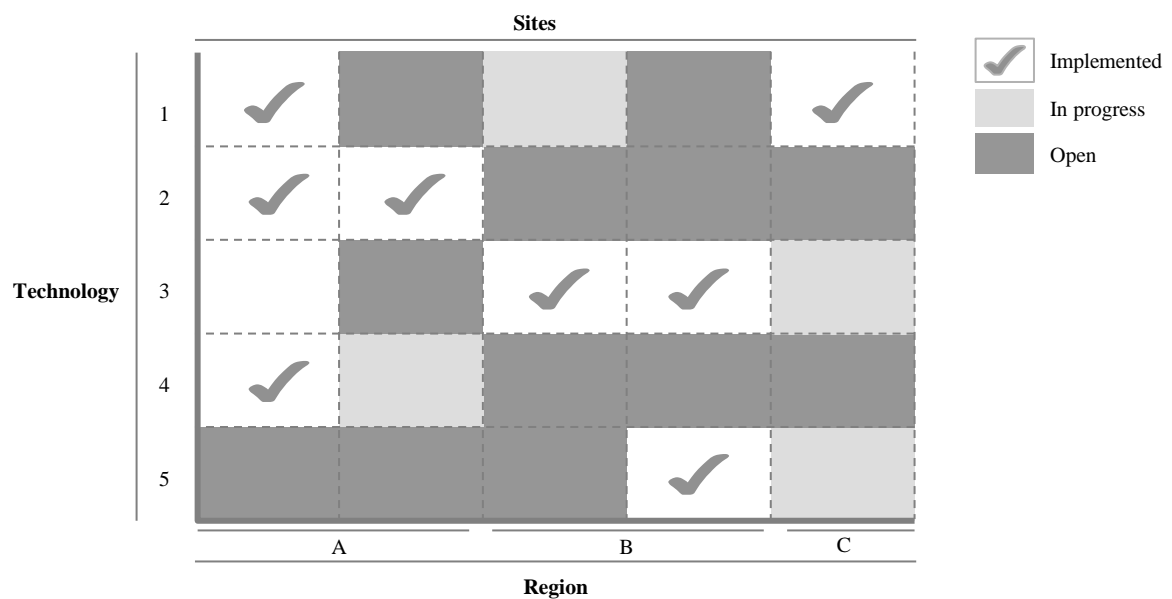 Sites
Implemented
In progress
Open
1
2
3
4
5
Technology
A
B
C
Region